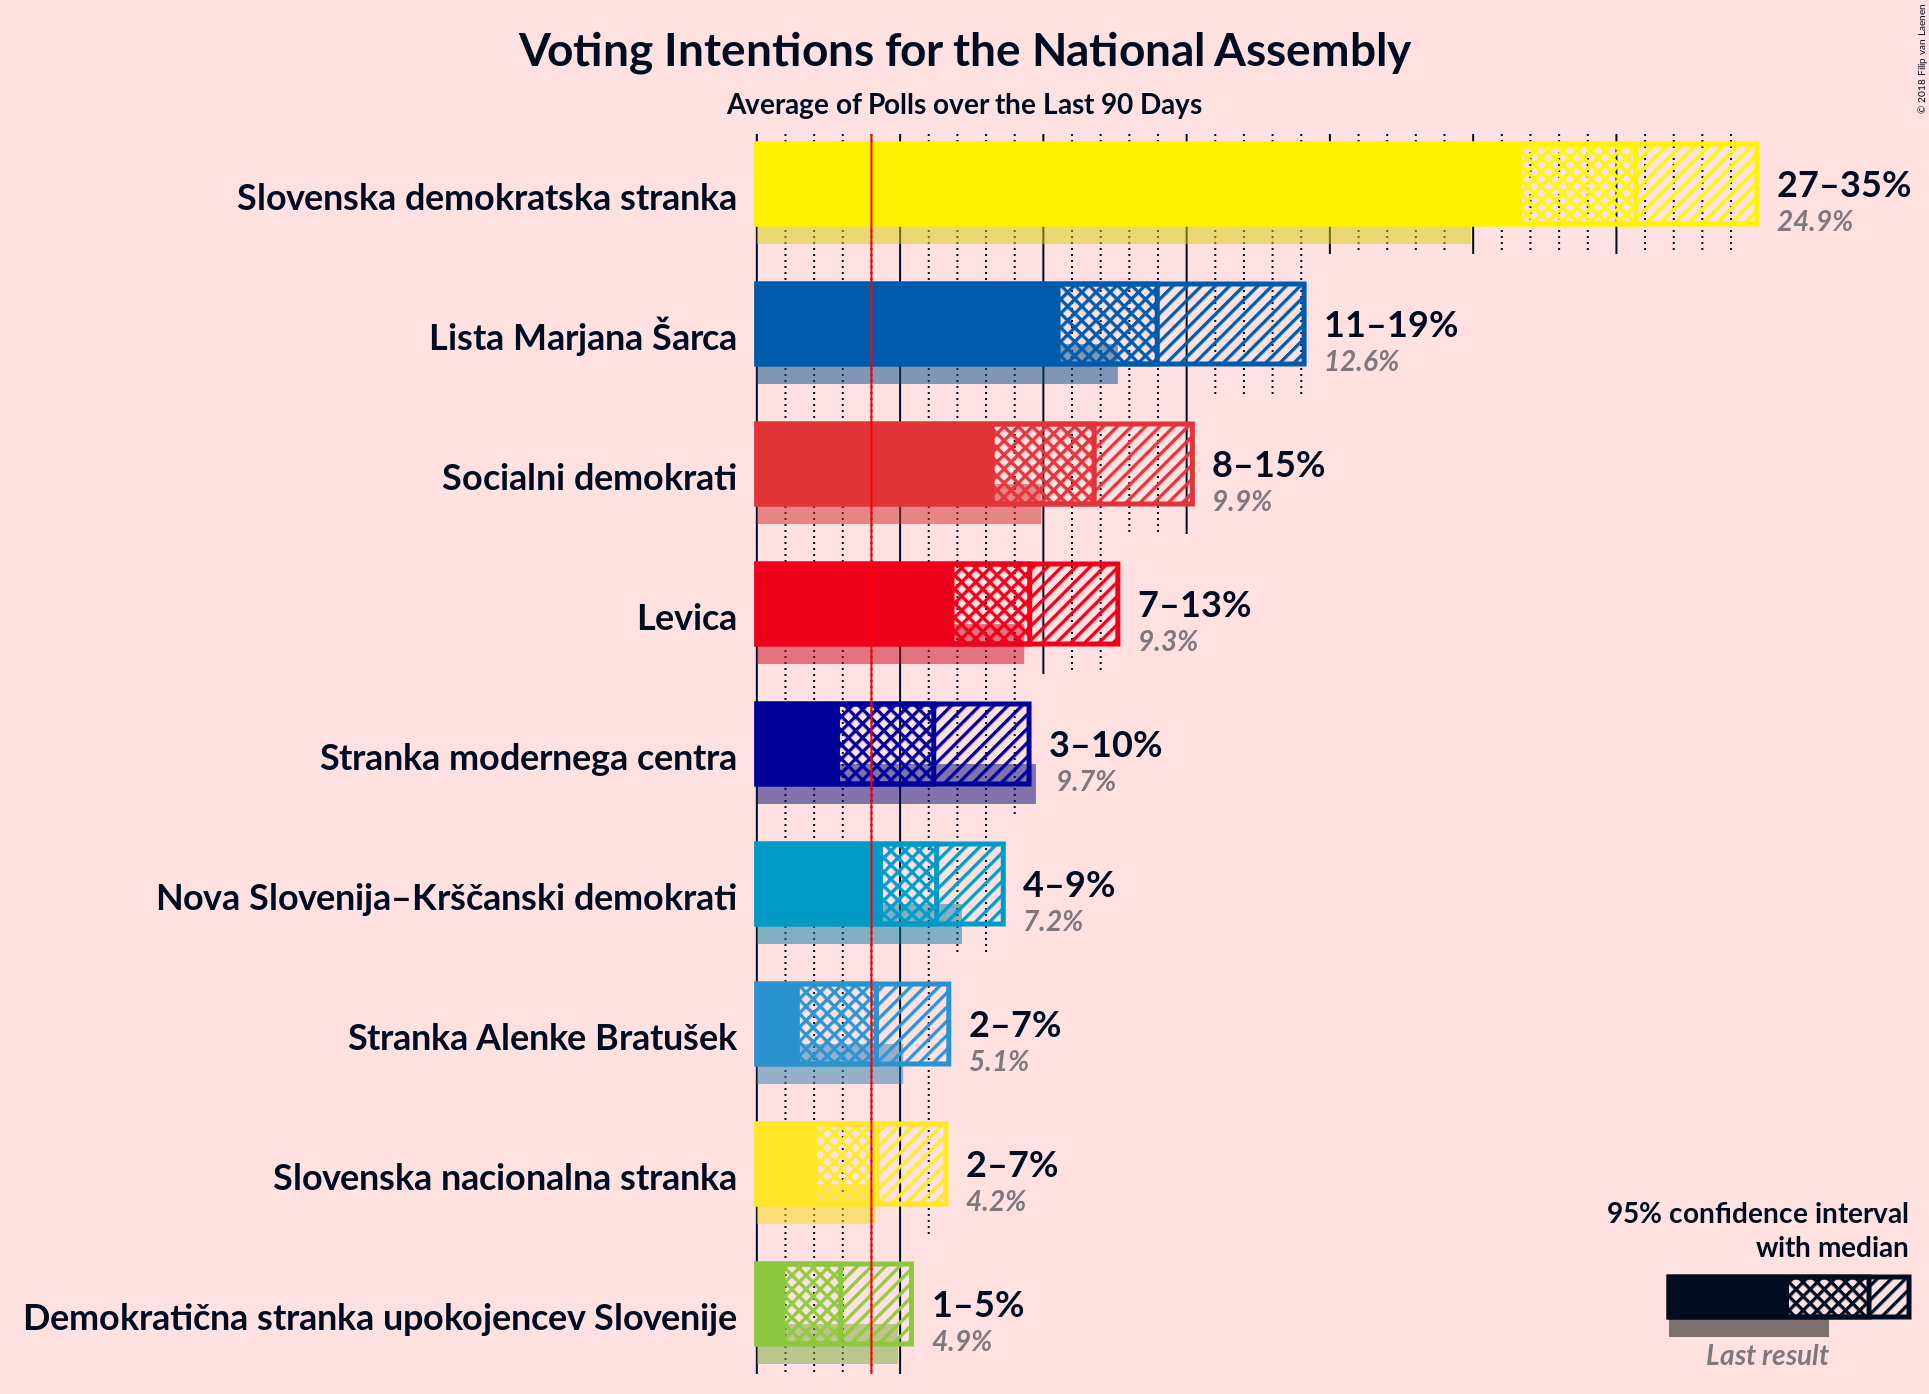 Voting Intentions for the National Assembly
Average of Polls over the Last 90 Days
© 2018 Filip van Laenen
Slovenska demokratska stranka
27–35%
24.9%
Lista Marjana Šarca
11–19%
12.6%
Socialni demokrati
8–15%
9.9%
Levica
7–13%
9.3%
Stranka modernega centra
3–10%
9.7%
Nova Slovenija–Krščanski demokrati
4–9%
7.2%
Stranka Alenke Bratušek
2–7%
5.1%
Slovenska nacionalna stranka
2–7%
4.2%
Demokratična stranka upokojencev Slovenije
1–5%
4.9%
95% confidence interval
with median
Last result